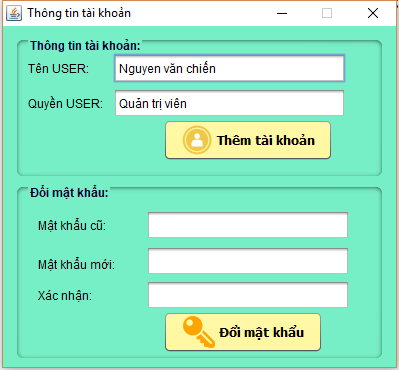 Thông tin tài khoản
Thông tin tài khoản:
Tên USER: Nguyen văn chiến
Quyền USER: Quản trị viên
Thêm tài khoản
Đổi mật khẩu:
Mật khẩu cũ:
Mật khẩu mới:
Xác nhận:
Đổi mật khẩu